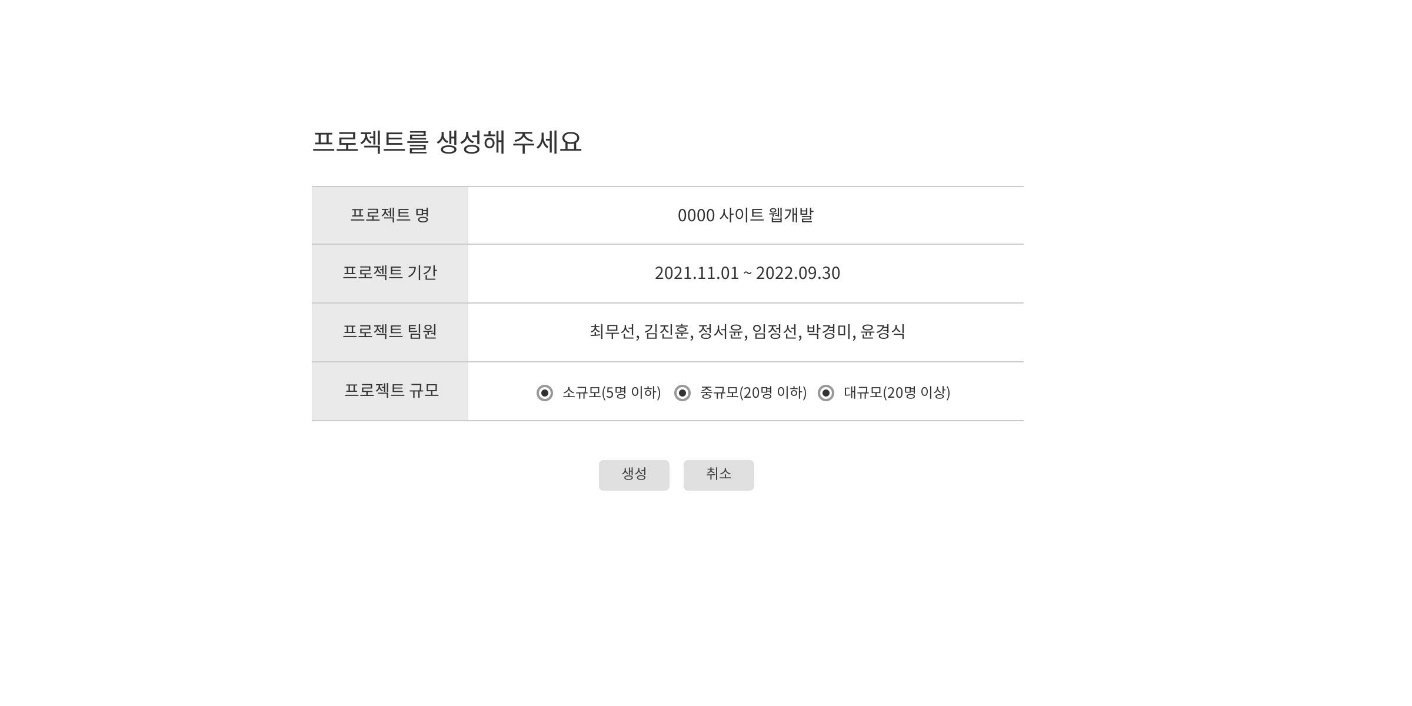 프로젝트를 생성해 주세요
프로젝트 명 0000 사이트 웹개발
프로젝트 기간 2021.11.01 ~ 2022.09.30
프로젝트 팀원 최무선, 김진훈, 정서윤, 임정선, 박경미, 윤경식
프로젝트 규모 소규모(5명 이하) 중규모(20명 이하) 대규모(20명 이상)
생성 취소